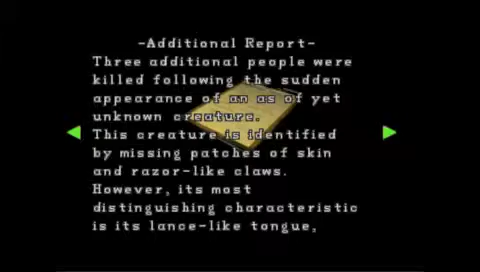 -Additional Report-
Three additional people were
killed following the sudden
appearance of an as of yet
unknown creature.
This creature is identified
by missing patches of skin
and razor-like claws.
However, its most
distinguishing characteristic
is its lance-like tongue,